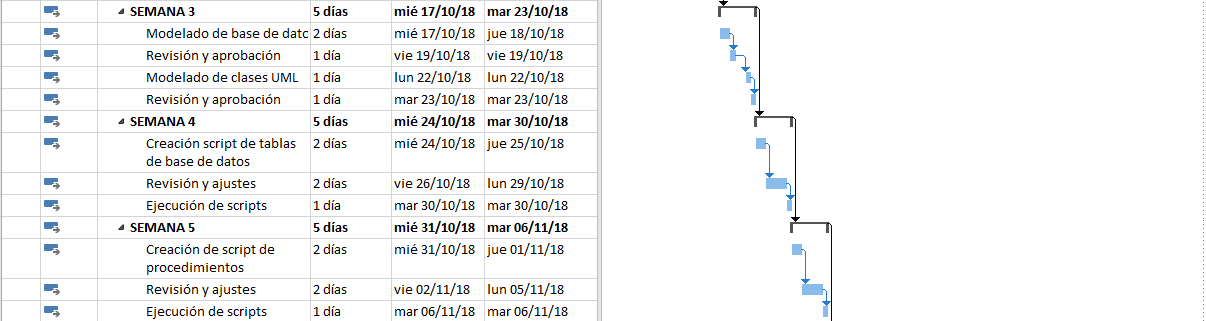 SEMANA 3 5 días mié 17/10/18 mar 23/10/18
Modelado de base de datc 2 días mié 17/10/18 jue 18/10/18
Revisión y aprobación 1 día vie 19/10/18 vie 19/10/18
Modelado de clases UML 1 día lun 22/10/18 lun 22/10/18
Revisión y aprobación 1 día mar 23/10/18 mar 23/10/18
SEMANA 4 5 días mié 24/10/18 mar 30/10/18
Creación script de tablas 2 días mié 24/10/18 jue 25/10/18
de base de datos
Revisión y ajustes 2 días vie 26/10/18 lun 29/10/18
Ejecución de scripts 1 día mar 30/10/18 mar 30/10/18
SEMANA 5 5 días mié 31/10/18 mar 06/11/18
Creación de script de 2 días mié 31/10/18 jue 01/11/18
procedimientos
Revisión y ajustes 2 días vie 02/11/18 lun 05/11/18
Ejecución de scripts 1 día mar 06/11/18 mar 06/11/18